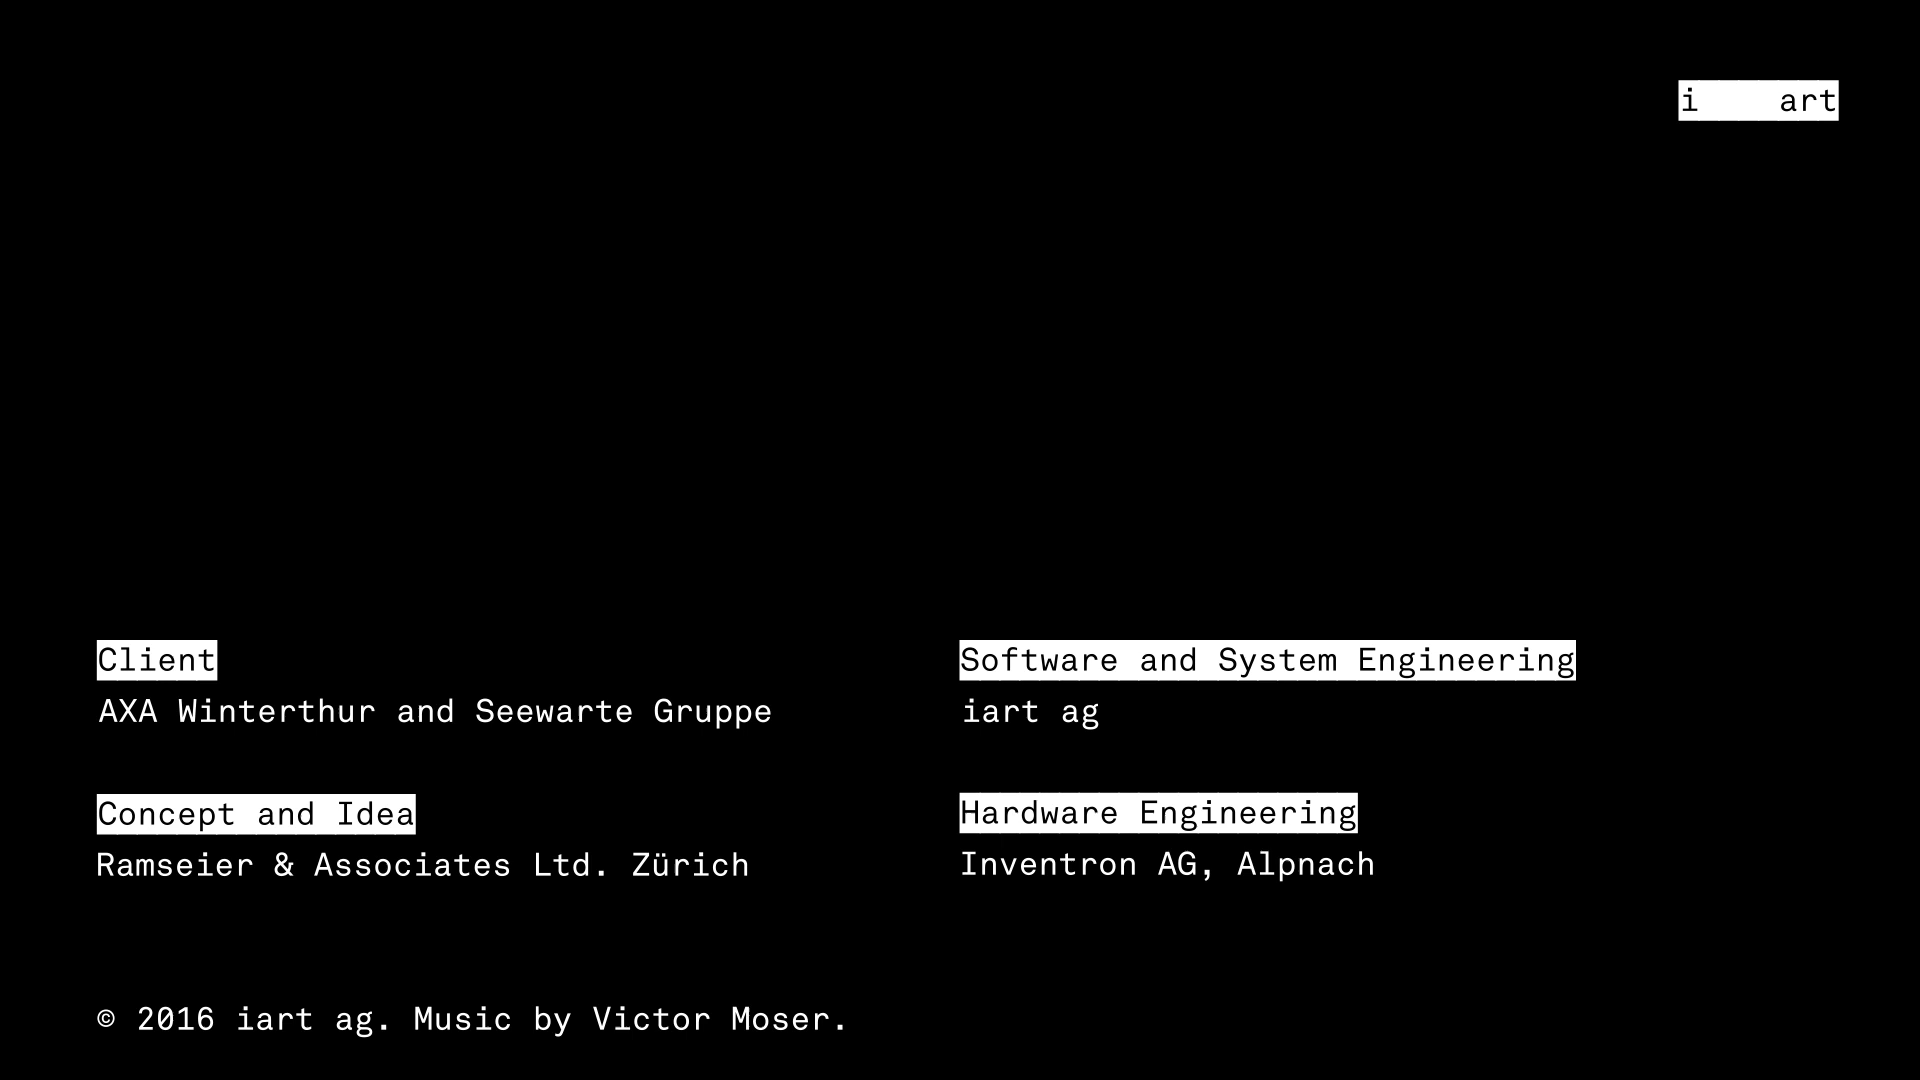 i    art
Client
AXA Winterthur and Seewarte Gruppe
Concept and Idea
Ramseier & Associates Ltd. Zürich
Software and System Engineering
iart ag
Hardware Engineering
Inventron AG, Alpnach
© 2016 iart ag. Music by Victor Moser.